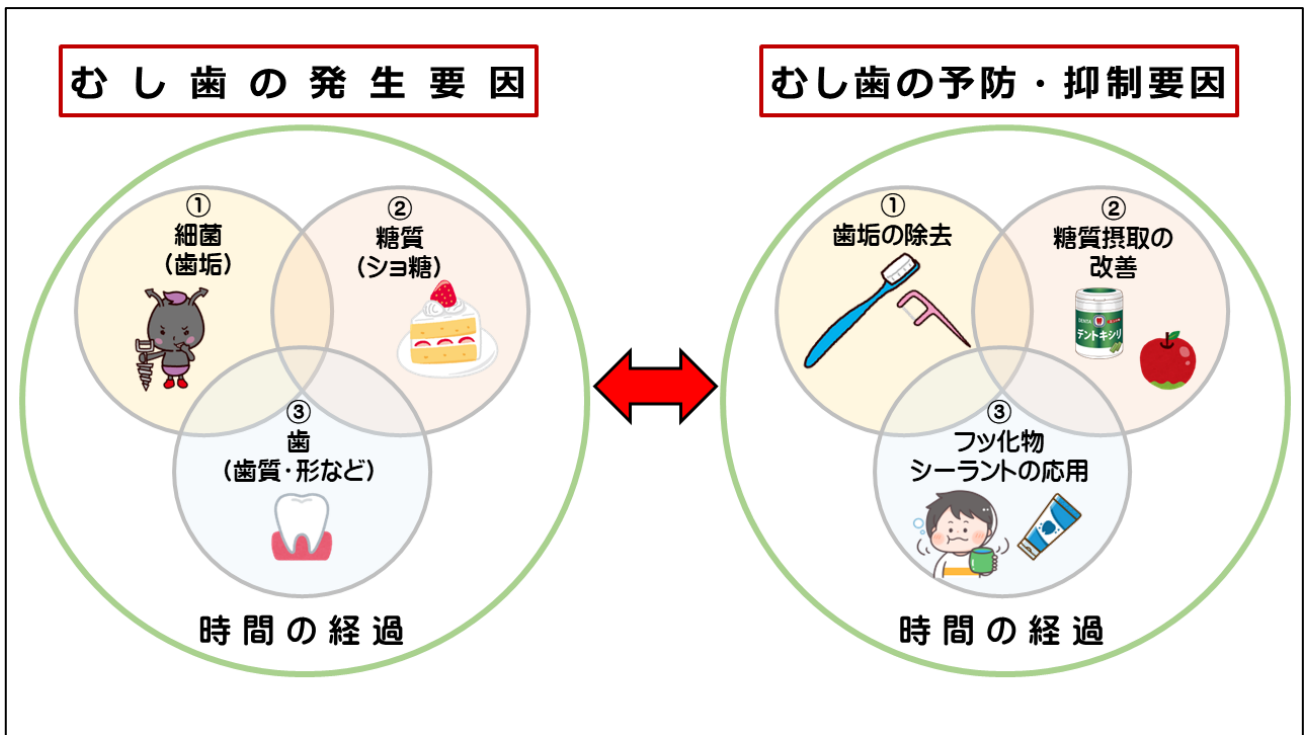 むし歯の発生要因
①
細菌
(歯垢)
②
糖質
(ショ糖)
③
歯
(歯質・形など)
時間の経過
むし歯の予防・抑制要因
①
歯垢の除去
②
糖質摂取の
改善
デントキシリ
③
フッ化物
シーラントの応用
時間の経過